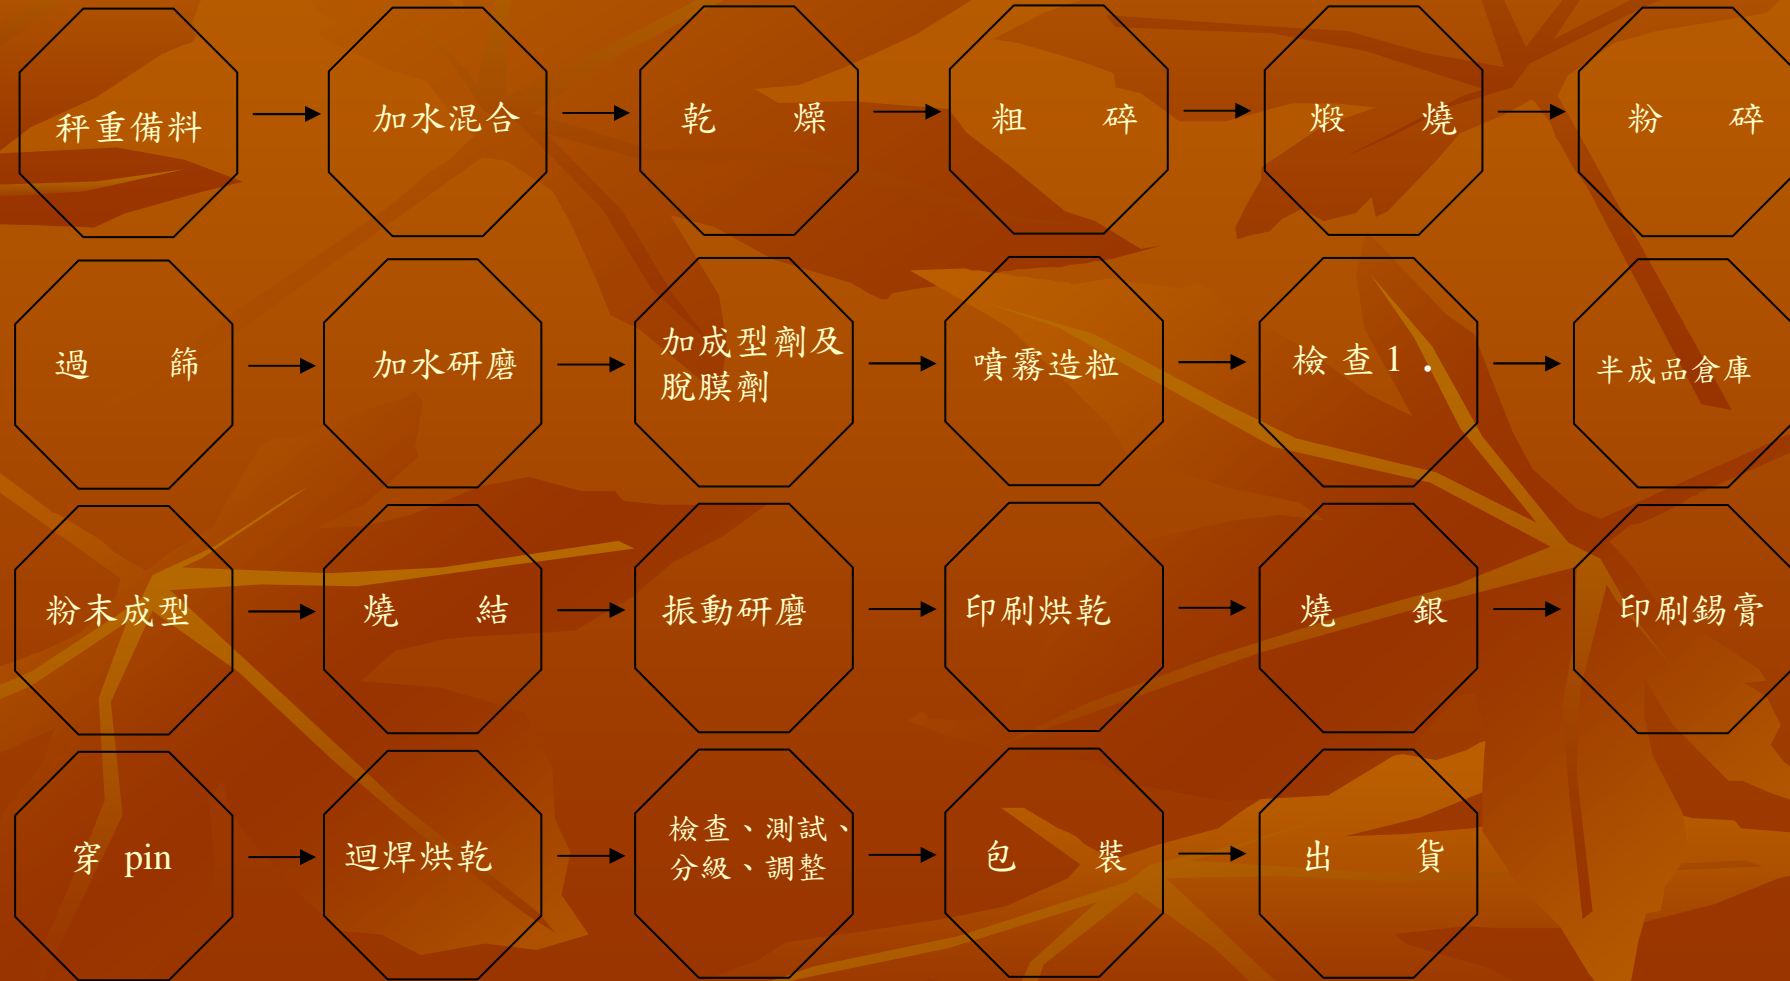 秤重備料
加水混合
乾 燥
粗 碎
煅 燒
粉 碎
過 篩
加水研磨
加成型劑及
脫膜劑
噴霧造粒
檢 查 1 .
半成品倉庫
粉末成型
燒 結
振動研磨
印刷烘乾
燒 銀
印刷錫膏
穿 pin
迴焊烘乾
檢查、測試、
分級、調整
包 裝
出 貨